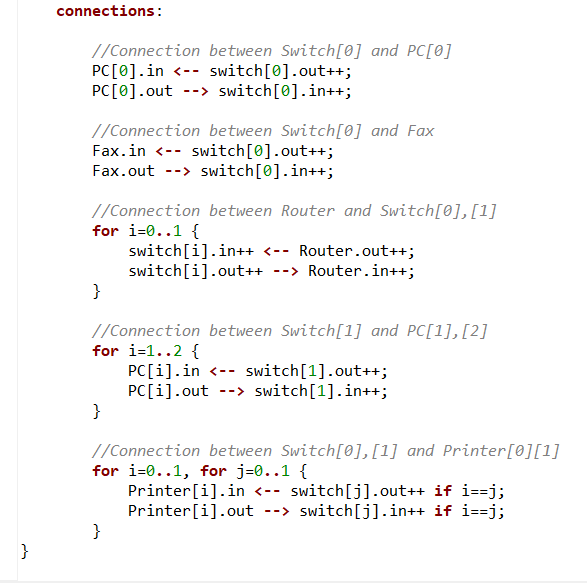 connections:
//Connection between Switch[0] and PC[0]
PC[0].in <-- switch[0].out++;
PC[0].out --> switch[0].in++;
//Connection between Switch[0] and Fax
Fax.in <-- switch[0].out++;
Fax.out --> switch[0].in++;
//Connection between Router and Switch[0],[1]
for i=0..1 {
switch[i].in++ <-- Router.out++;
switch[i].out++ --> Router.in++;
}
//Connection between Switch[1] and PC[1],[2]
for i=1..2 {
PC[i].in <-- switch[1].out++;
PC[i].out --> switch[1].in++;
}
//Connection between Switch[0],[1] and Printer[0][1]
for i=0..1, for j=0..1 {
Printer[i].in <-- switch[j].out++ if i==j;
Printer[i].out --> switch[j].in++ if i==j;
}
}